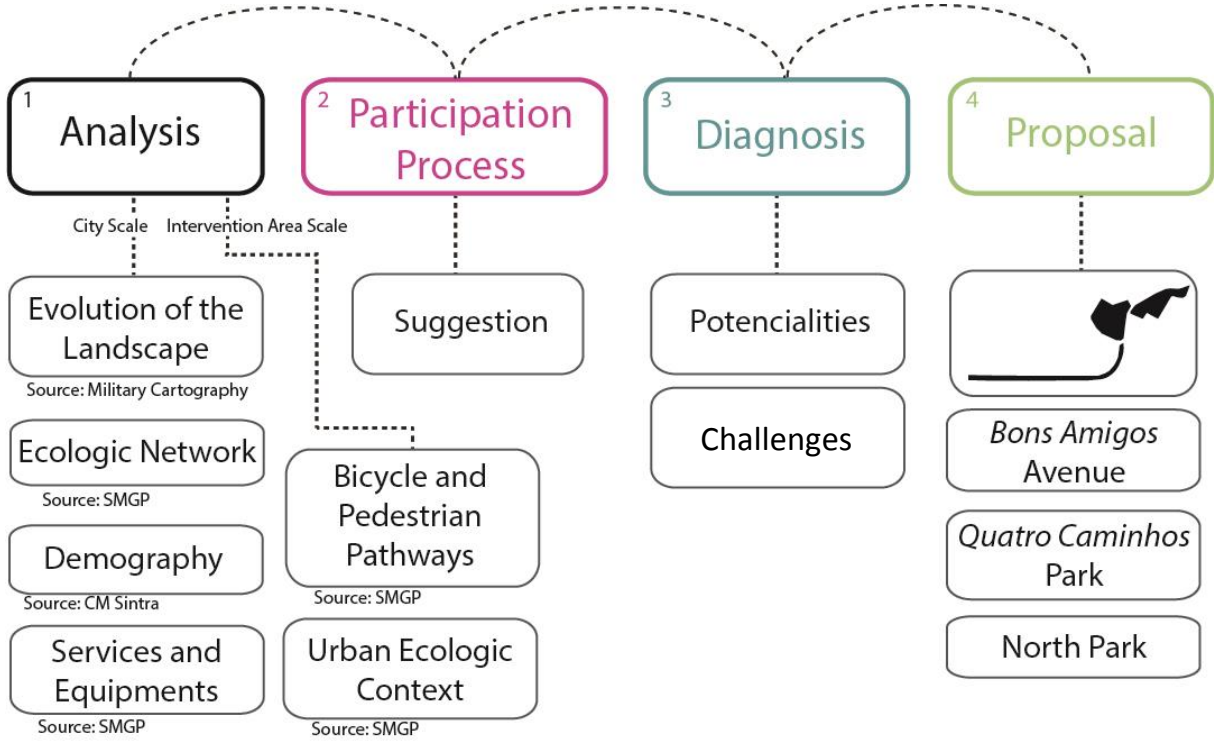 1
Analysis
2
Participation
Process
3
Diagnosis
4
Proposal
City Scale
Intervention Area Scale
Evolution of the
Landscape
Source: Military Cartography
Ecologic Network
Source: SMGP
Demography
Source: CM Sintra
Services and
Equipments
Source: SMGP
Bicycle and
Pedestrian
Pathways
Source: SMGP
Urban Ecologic
Context
Source: SMGP
Suggestion
Potencialities
Challenges
Bons Amigos
Avenue
Quatro Caminhos
Park
North Park